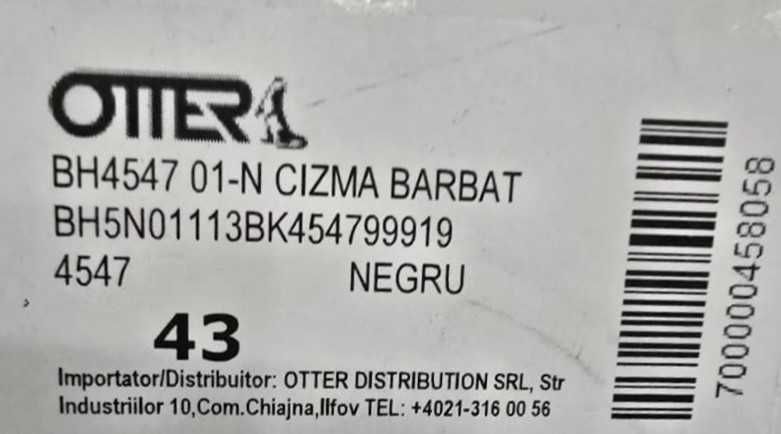 OTTER
BH4547 01-N CIZMA BARBAT
BH5N01113BK454799919
4547 NEGRU
43
Importator/Distribuitor: OTTER DISTRIBUTION SRL, Str
Industriilor 10,Com.Chiajna,Ilfov TEL: +4021-316 00 56
7000000458058